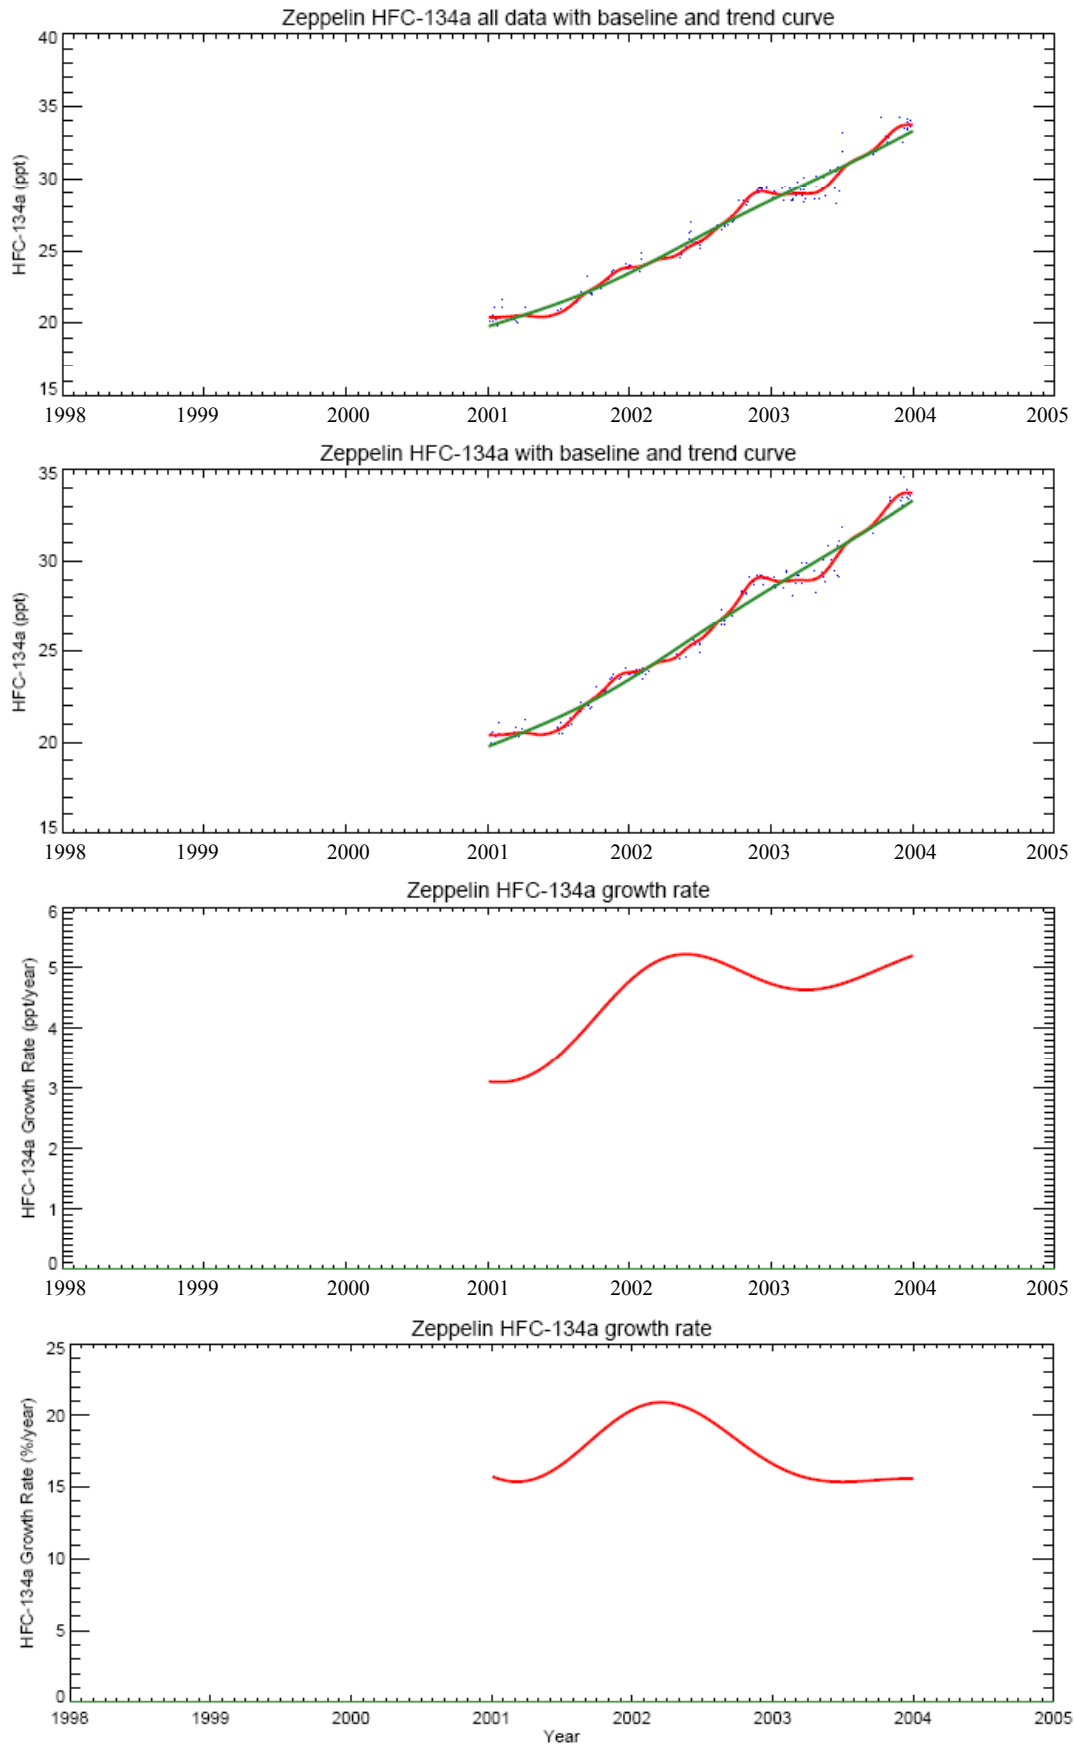 Zeppelin HFC-134a all data with baseline and trend curve
40
35
30
25
20
15
HFC-134a (ppt)
1998 1999 2000 2001 2002 2003 2004 2005
Zeppelin HFC-134a with baseline and trend curve
35
30
25
20
15
HFC-134a (ppt)
1998 1999 2000 2001 2002 2003 2004 2005
Zeppelin HFC-134a growth rate
6
5
4
3
2
1
0
HFC-134a Growth Rate (ppt/year)
1998 1999 2000 2001 2002 2003 2004 2005
Zeppelin HFC-134a growth rate
25
20
15
10
5
0
HFC-134a Growth Rate (%/year)
1998 1999 2000 2001 2002 2003 2004 2005
Year